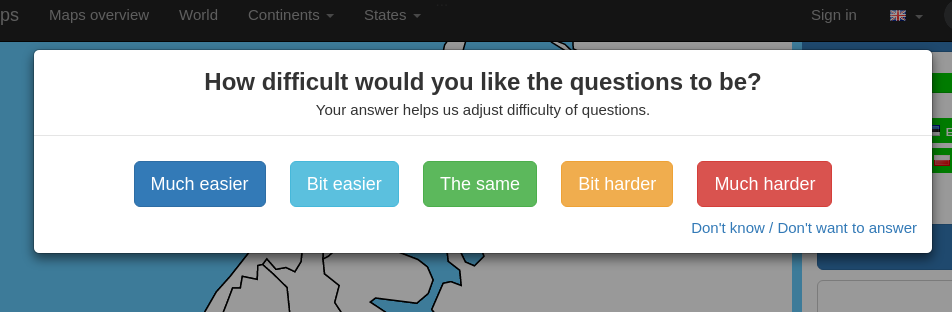 ps Maps overview World Continents States Sign in
How difficult would you like the questions to be?
Your answer helps us adjust difficulty of questions.
Much easier Bit easier The same Bit harder Much harder
Don't know / Don't want to answer